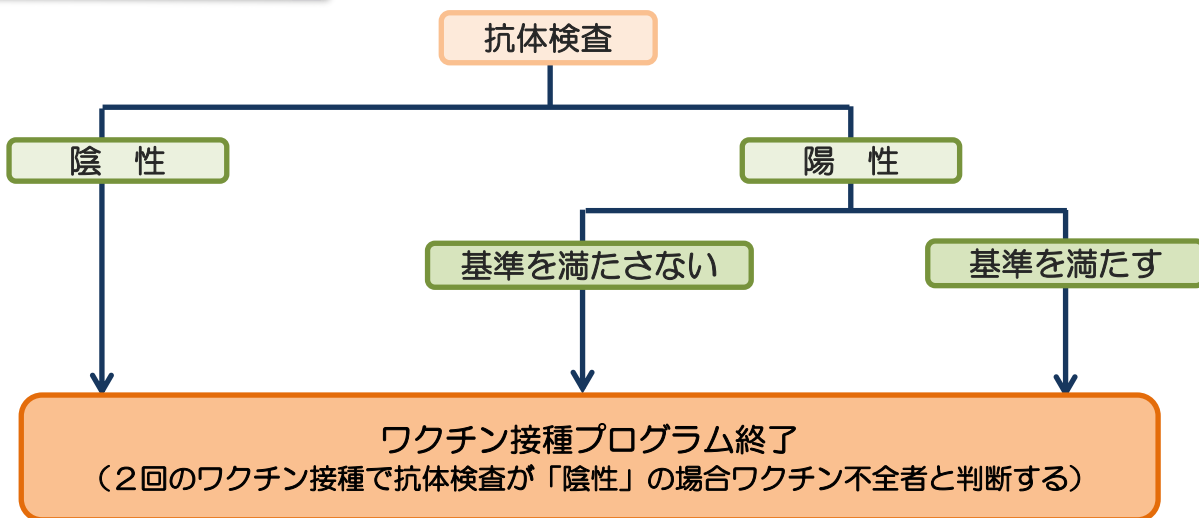 抗体検査
陰　性
陽　性
基準を満たさない
基準を満たす
ワクチン接種プログラム終了
（２回のワクチン接種で抗体検査が「陰性」の場合ワクチン不全者と判断する）